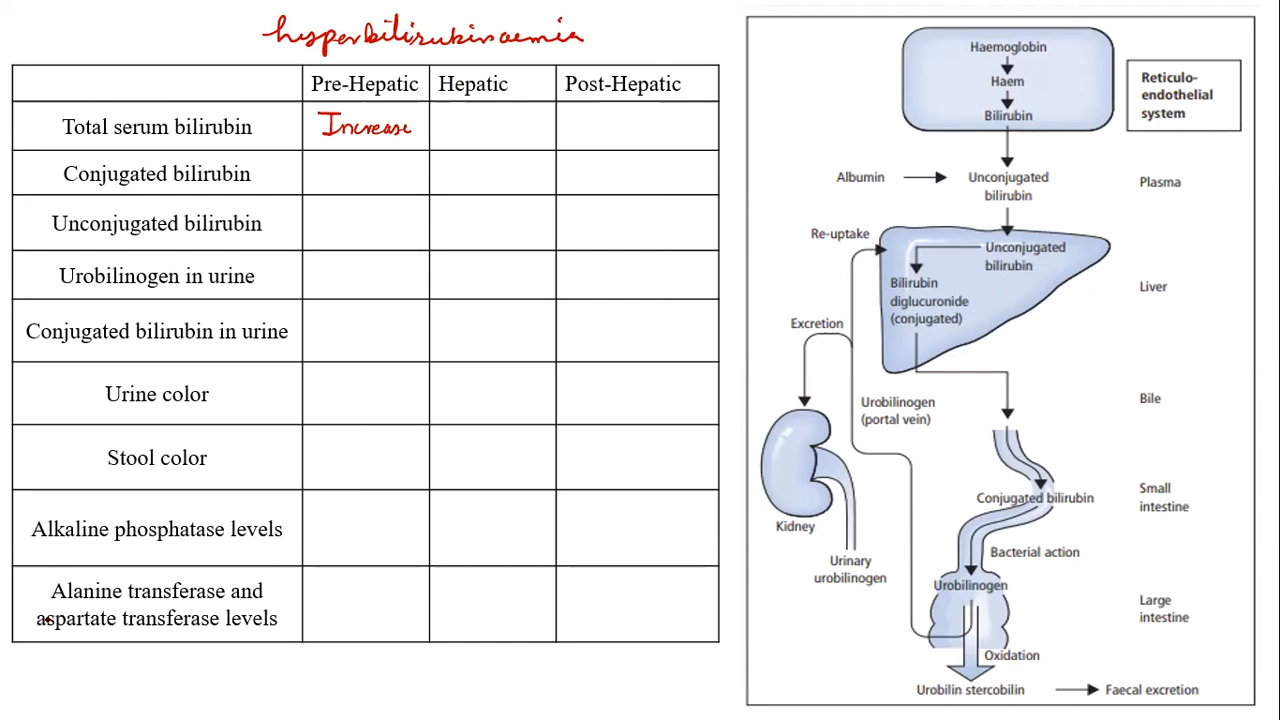 hyperbilirubinaemia
Pre-Hepatic Hepatic Post-Hepatic
Total serum bilirubin Increase
Conjugated bilirubin
Unconjugated bilirubin
Urobilinogen in urine
Conjugated bilirubin in urine
Urine color
Stool color
Alkaline phosphatase levels
Alanine transferase and
aspartate transferase levels
Haemoglobin
Haem
Bilirubin
Reticulo-
endothelial
system
Albumin
Unconjugated
bilirubin
Plasma
Re-uptake
Unconjugated
bilirubin
Bilirubin
diglucuronide
(conjugated)
Liver
Excretion
Urobilinogen
(portal vein)
Bile
Kidney
Conjugated bilirubin
Small
intestine
Urinary
urobilinogen
Bacterial action
Urobilinogen
Large
intestine
Oxidation
Urobilin stercobilin
Faecal excretion